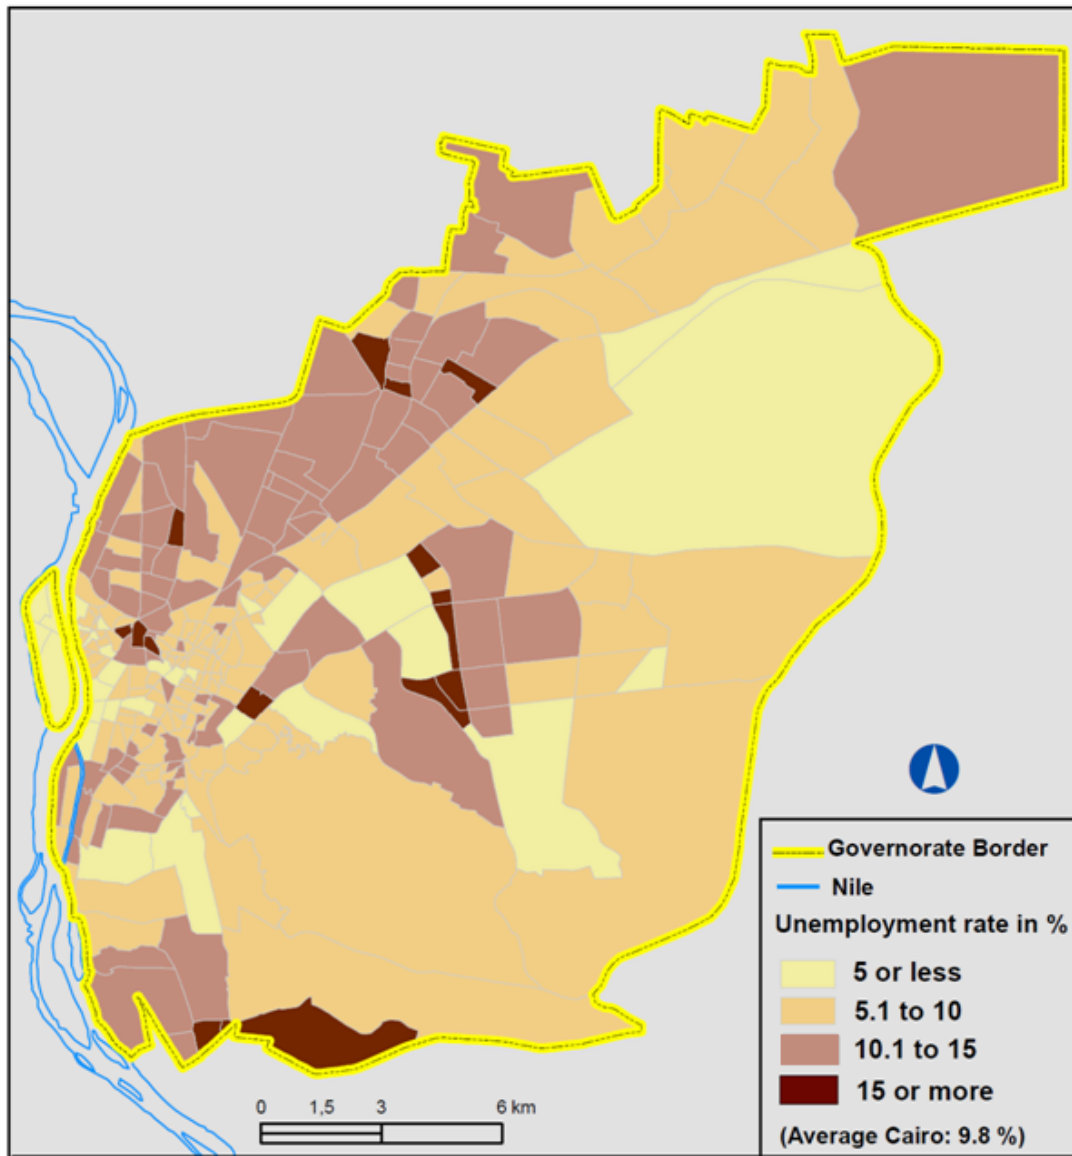 Governorate Border
Nile
Unemployment rate in %
5 or less
5.1 to 10
10.1 to 15
15 or more
(Average Cairo: 9.8 %)
0 1,5 3 6 km